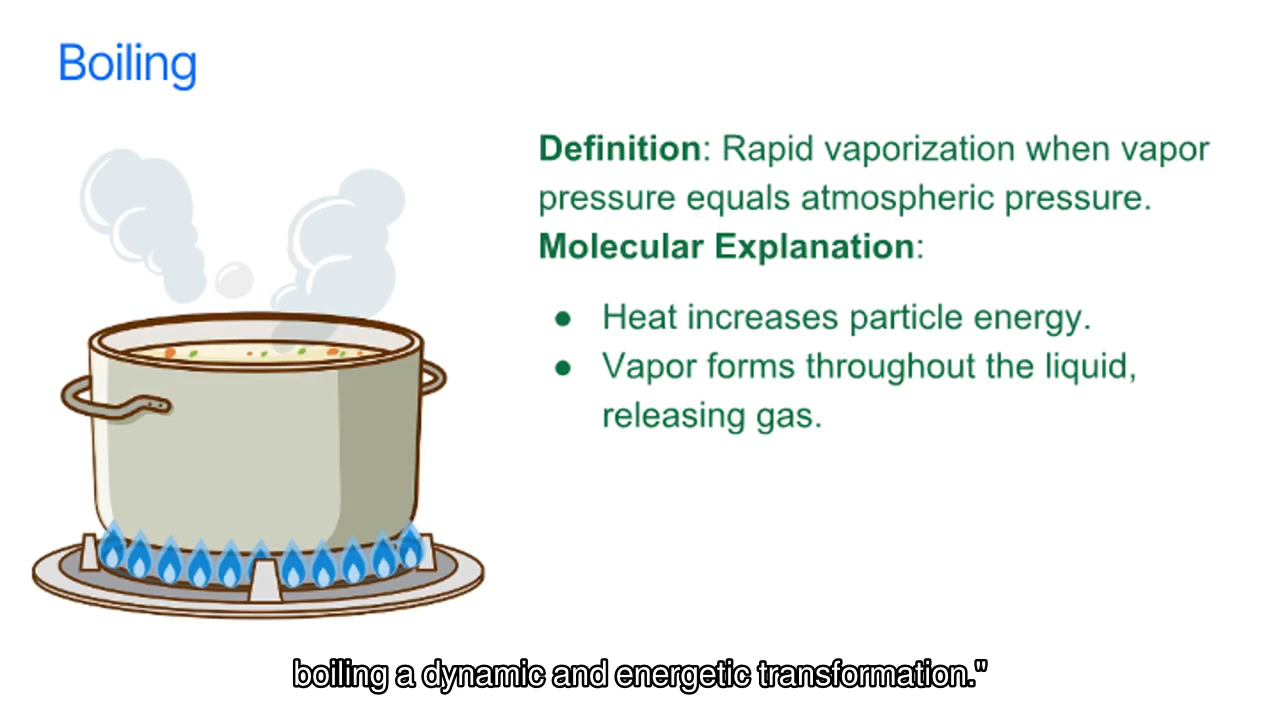 Boiling
Definition: Rapid vaporization when vapor
pressure equals atmospheric pressure.
Molecular Explanation:
● Heat increases particle energy.
● Vapor forms throughout the liquid,
releasing gas.
boiling a dynamic and energetic transformation."